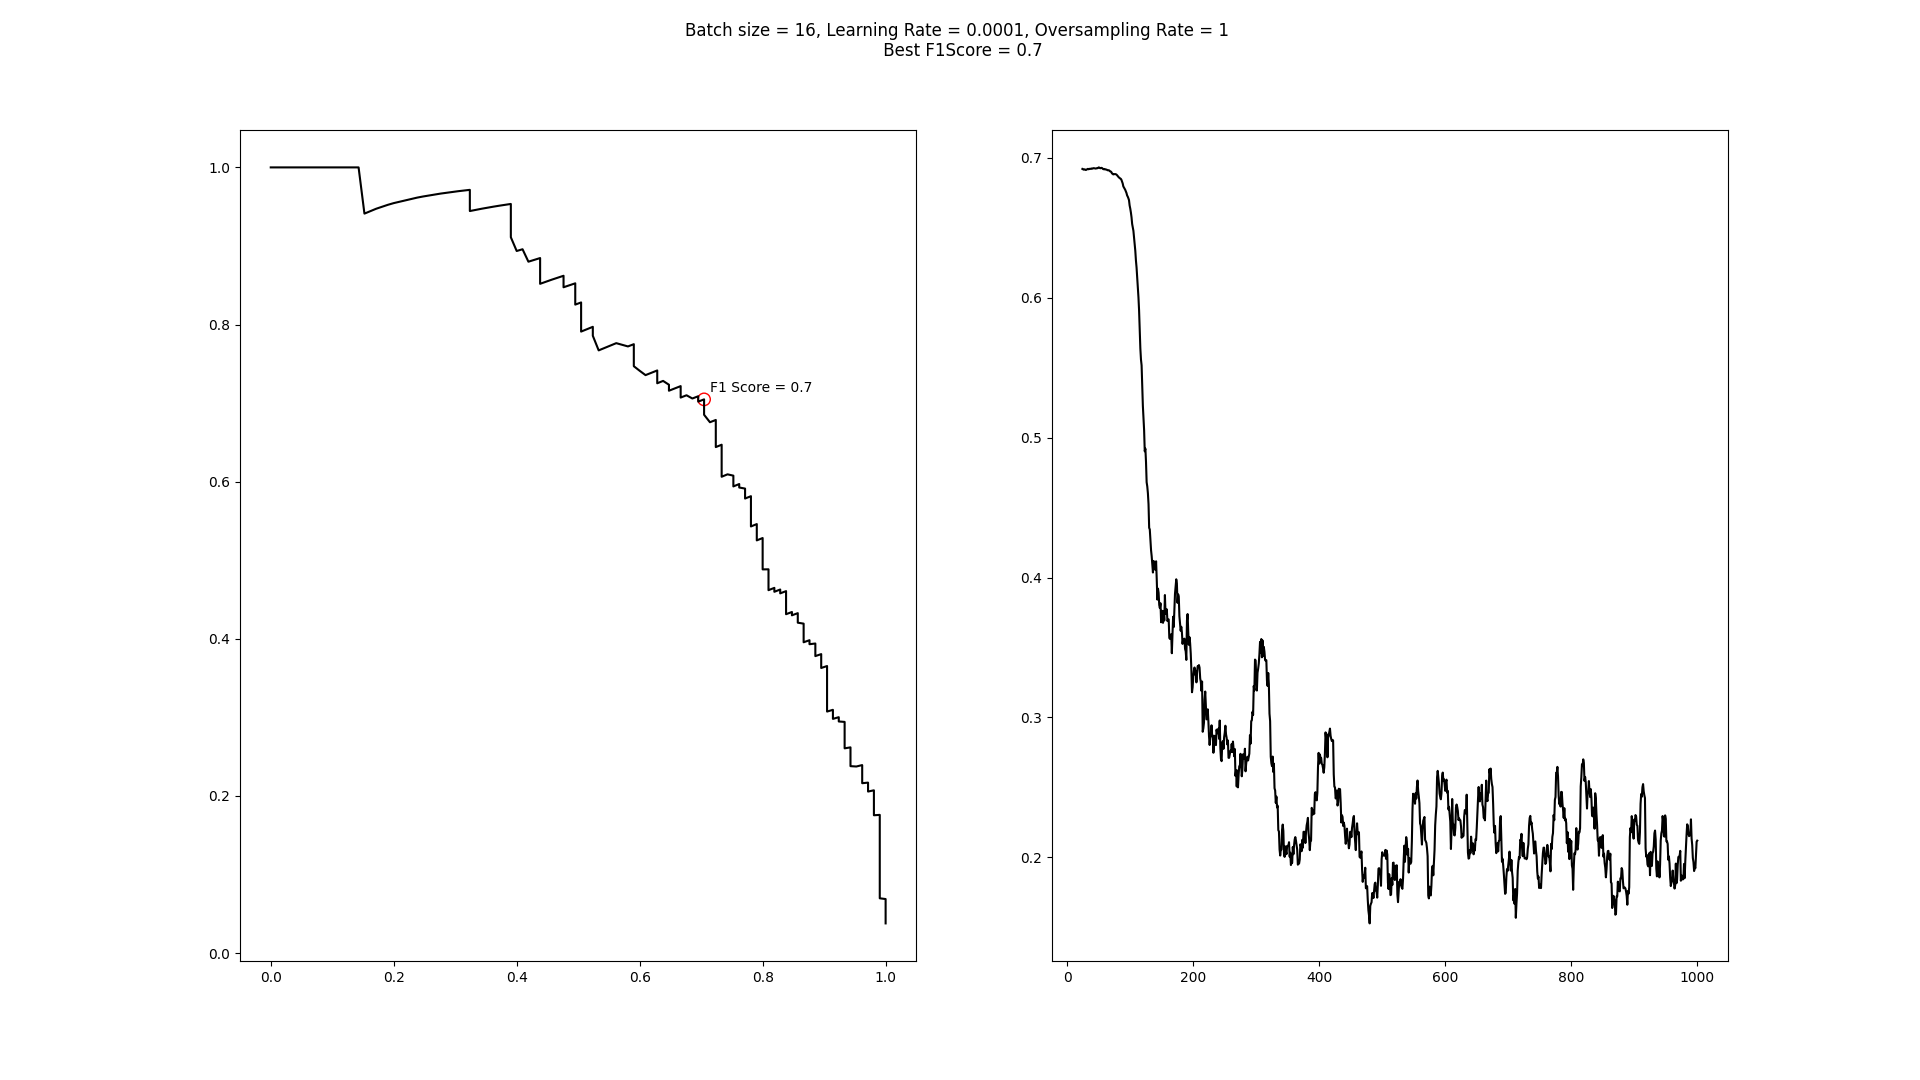 Batch size = 16, Learning Rate = 0.0001, Oversampling Rate = 1
Best F1Score = 0.7
1.0
0.8
0.6
0.4
0.2
0.0
F1 Score = 0.7
0.0 0.2 0.4 0.6 0.8 1.0
0.7
0.6
0.5
0.4
0.3
0.2
0 200 400 600 800 1000